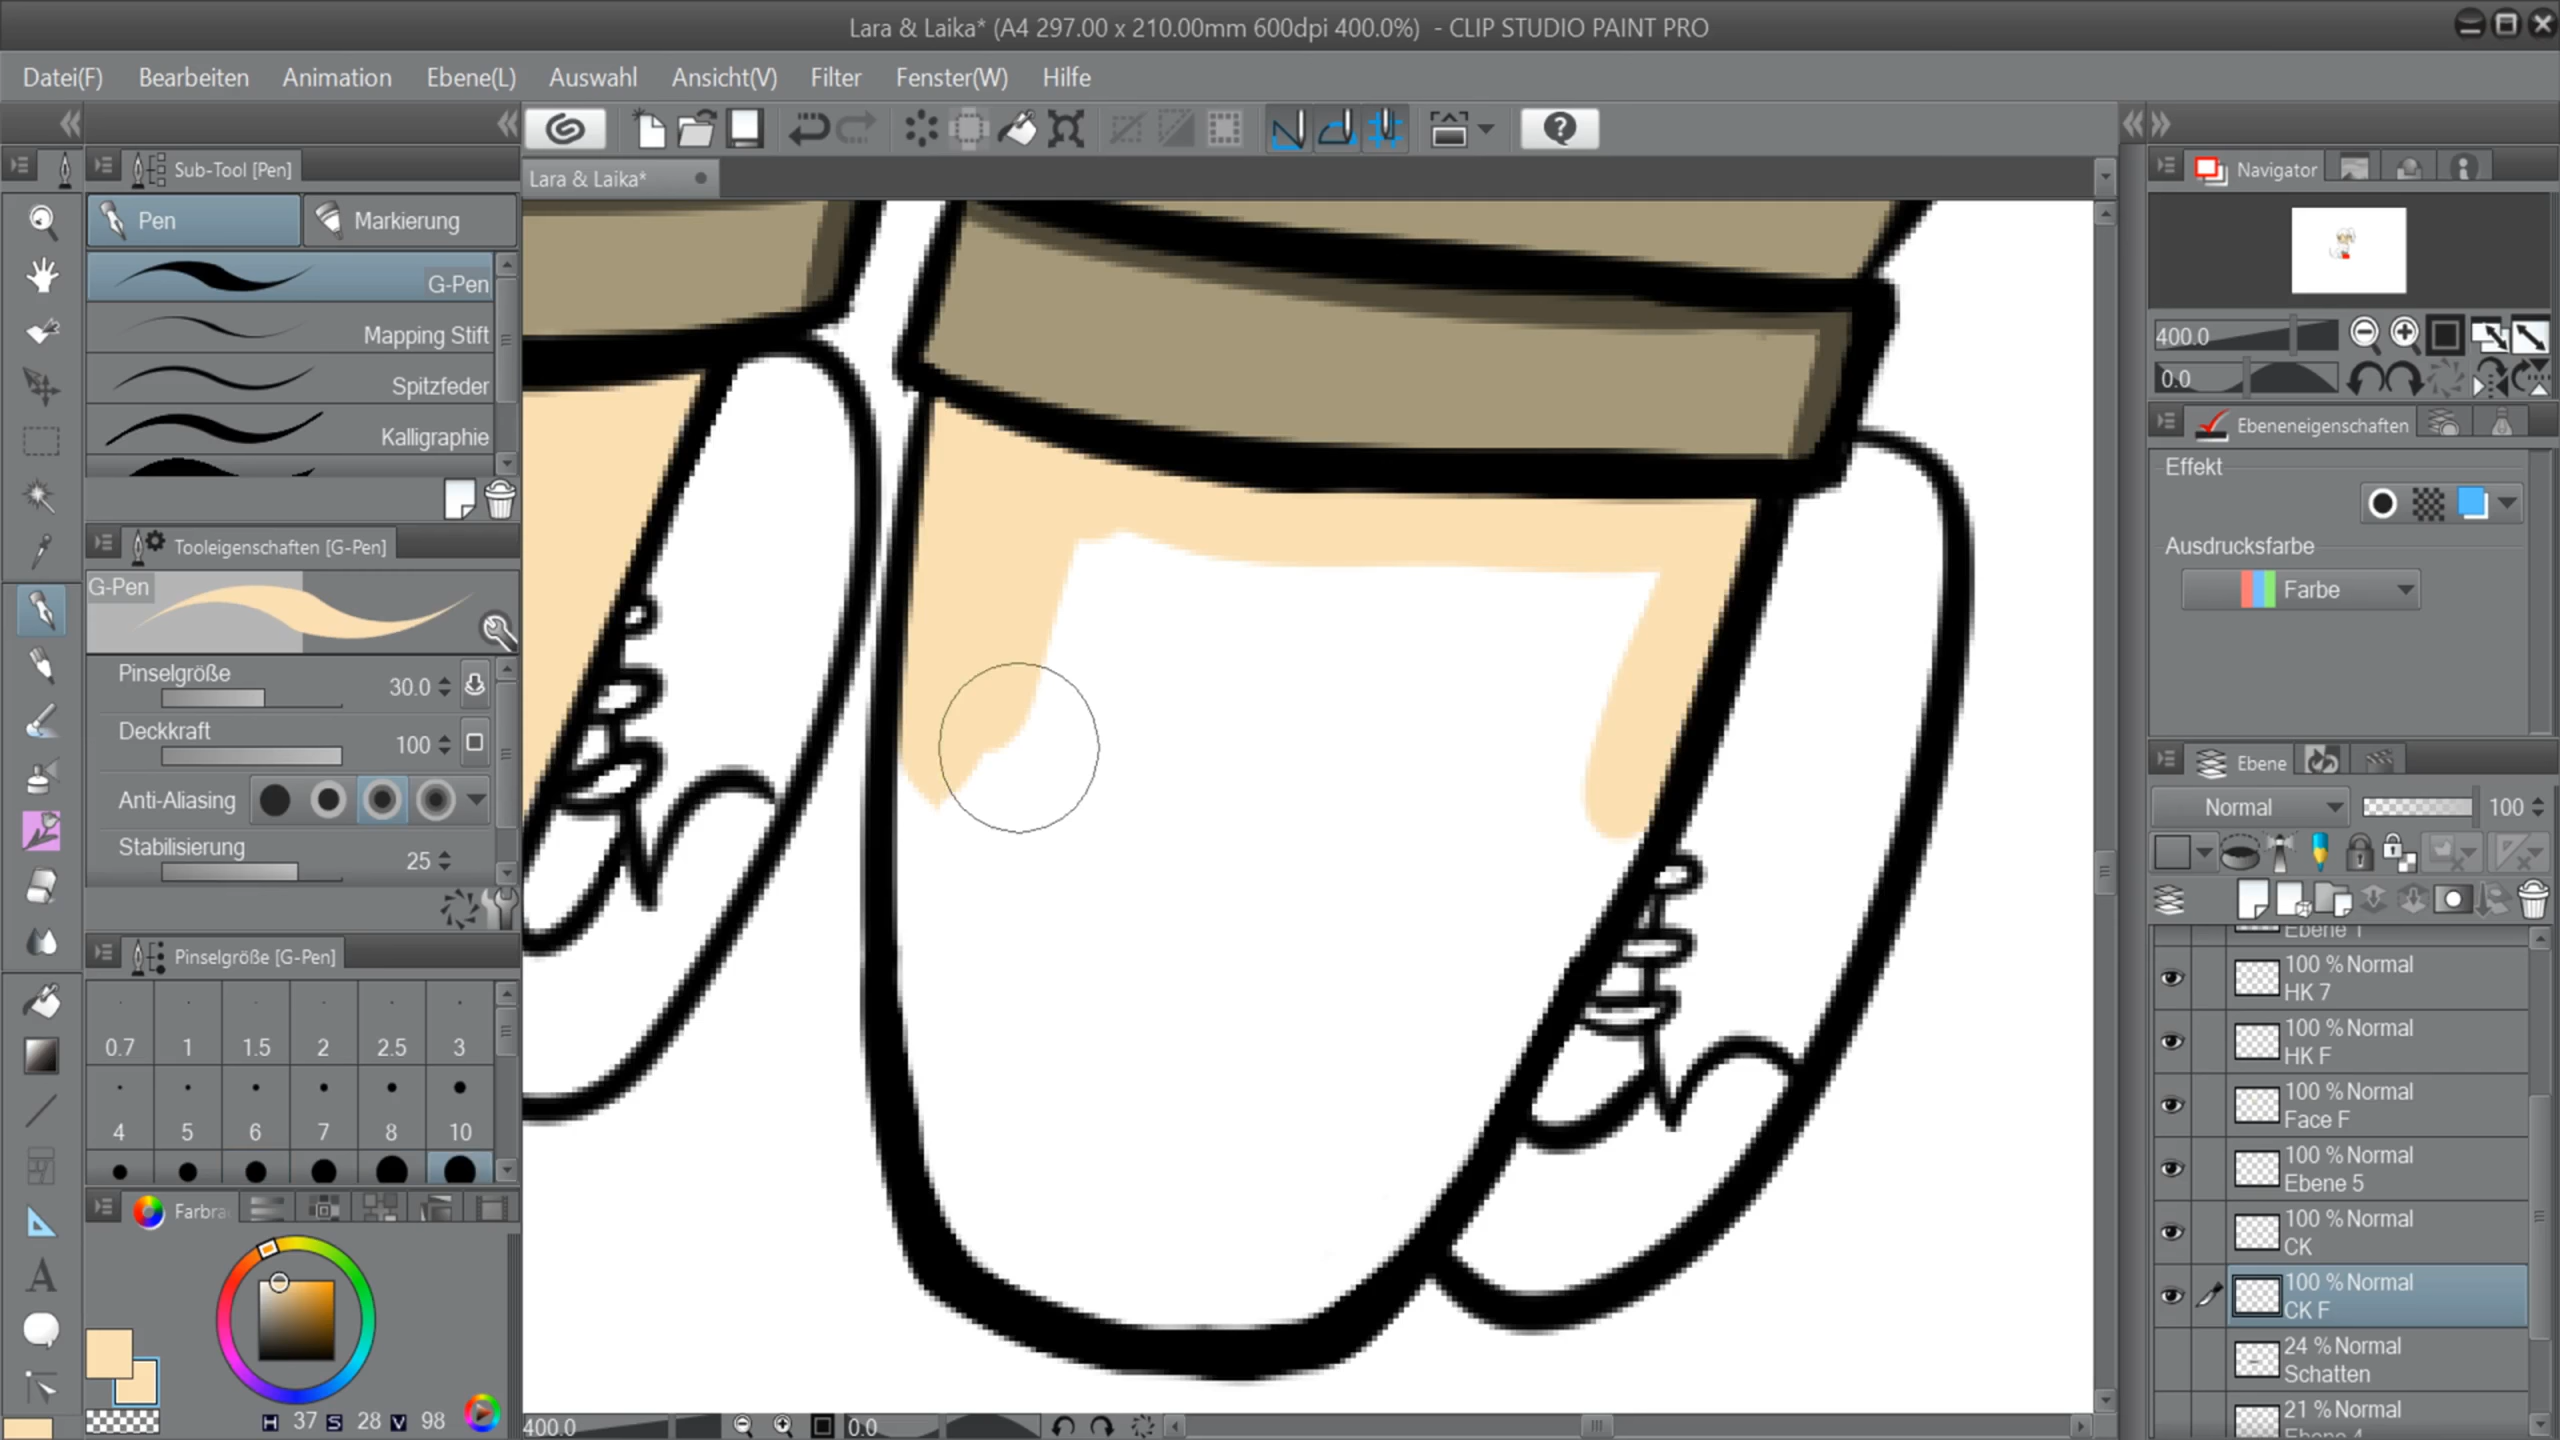 Lara & Laika* (A4 297.00 x 210.00mm 600dpi 400.0%) - CLIP STUDIO PAINT PRO
Datei(F) Bearbeiten Animation Ebene(L) Auswahl Ansicht(V) Filter Fenster(W) Hilfe
Sub-Tool [Pen]
Lara & Laika*
Navigator
Pen Markierung
G-Pen
Mapping Stift
Spitzfeder
Kalligraphie
400.0
0.0
Ebeneneigenschaften
Effekt
Ausdrucksfarbe
Farbe
Tooleigenschaften [G-Pen]
G-Pen
Pinselgröße 30.0
Deckkraft 100
Anti-Aliasing
Stabilisierung 25
Pinselgröße [G-Pen]
0.7 1 1.5 2 2.5 3
4 5 6 7 8 10
Farbra
H 37 S 28 V 98
Ebene
Normal 100
Ebene 1
100 % Normal
HK 7
100 % Normal
HK F
100 % Normal
Face F
100 % Normal
Ebene 5
100 % Normal
CK
100 % Normal
CK F
24 % Normal
Schatten
21 % Normal
Ebene 4
400.0 0.0